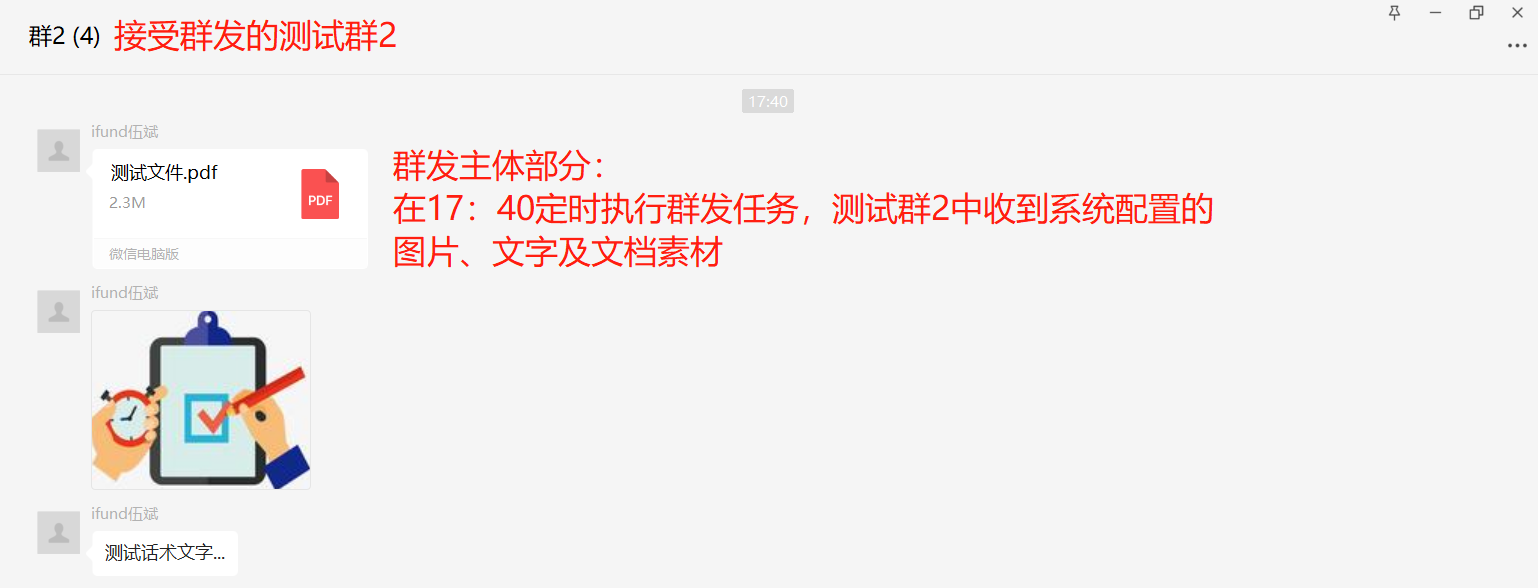 群2 (4) 接受群发的测试群2
17:40
ifund伍斌
测试文件.pdf
PDF
2.3M
微信电脑版
群发主体部分：
在17：40定时执行群发任务，测试群2中收到系统配置的
图片、文字及文档素材
ifund伍斌
ifund伍斌
测试话术文字...